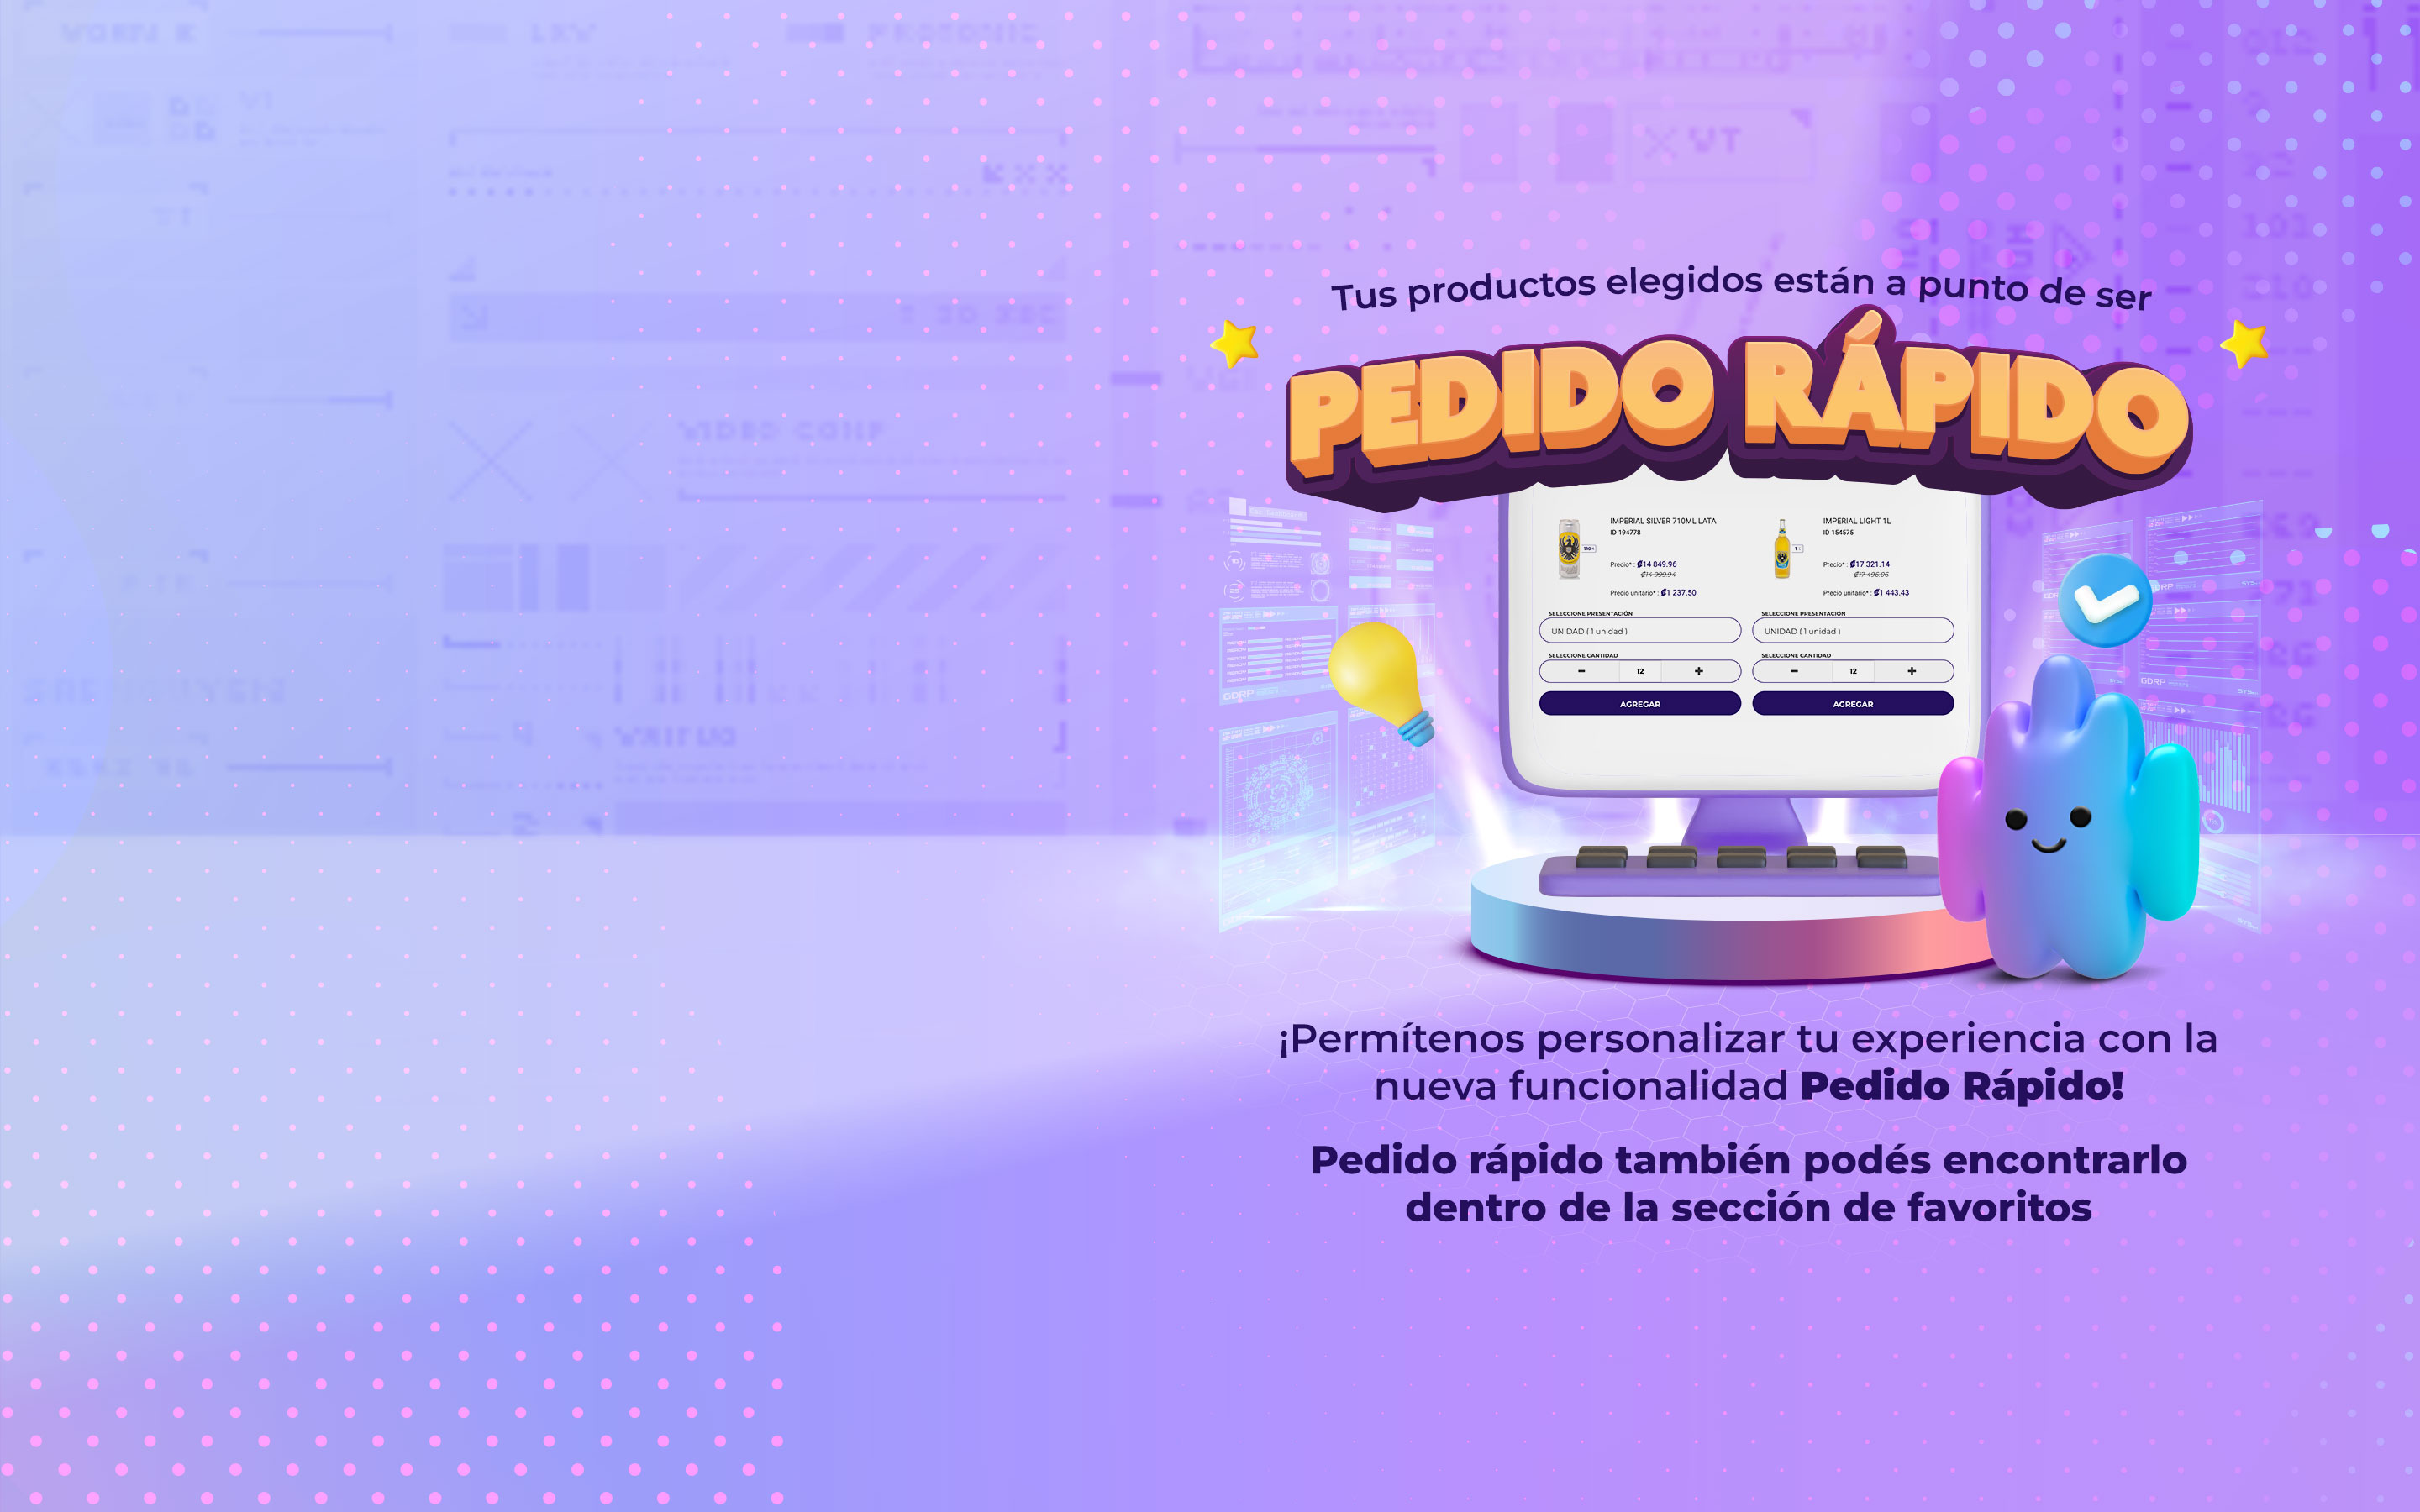 Tus productos elegidos están a punto de ser
PEDIDO RÁPIDO
IMPERIAL SILVER 710ML LATA
ID 194778
Precio* : ₡14 849.96
₡14 999.94
Precio unitario* : ₡1 237.50
SELECCIONE PRESENTACIÓN
UNIDAD ( 1 unidad )
SELECCIONE CANTIDAD
− 12 +
AGREGAR
IMPERIAL LIGHT 1L
ID 154575
Precio* : ₡17 321.14
₡17 496.06
Precio unitario* : ₡1 443.43
SELECCIONE PRESENTACIÓN
UNIDAD ( 1 unidad )
SELECCIONE CANTIDAD
− 12 +
AGREGAR
GDRP
GDRP
¡Permítenos personalizar tu experiencia con la
nueva funcionalidad Pedido Rápido!
Pedido rápido también podés encontrarlo
dentro de la sección de favoritos